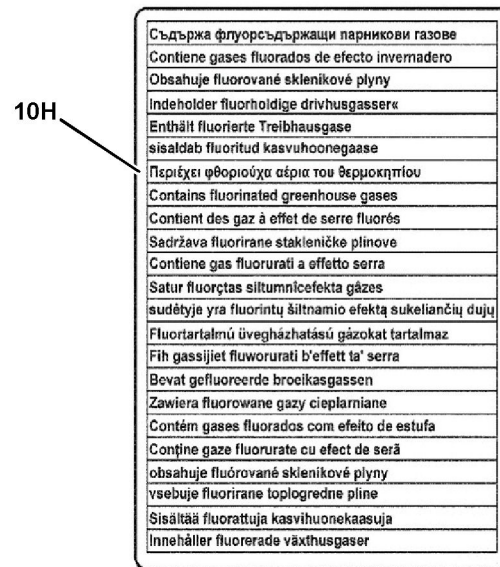 10H
Съдържа флуорсъдържащи парникови газове
Contiene gases fluorados de efecto invernadero
Obsahuje fluorované skleníkové plyny
Indeholder fluorholdige drivhusgasser«
Enthält fluorierte Treibhausgase
sisaldab fluoritud kasvuhoonegaase
Περιέχει φθοριούχα αέρια του θερμοκηπίου
Contains fluorinated greenhouse gases
Contient des gaz à effet de serre fluorés
Sadržava fluorirane stakleničke plinove
Contiene gas fluorurati a effetto serra
Satur fluorçtas siltumnîcefekta gâzes
sudėtyje yra fluorintų šiltnamio efektą sukeliančių dujų
Fluortartalmú üvegházhatású gázokat tartalmaz
Fih gassijiet fluworurati b'effett ta' serra
Bevat gefluoreerde broeikasgassen
Zawiera fluorowane gazy cieplarniane
Contém gases fluorados com efeito de estufa
Conține gaze fluorurate cu efect de seră
obsahuje fluórované skleníkové plyny
vsebuje fluorirane toplogredne pline
Sisältää fluorattuja kasvihuonekaasuja
Innehåller fluorerade växthusgaser